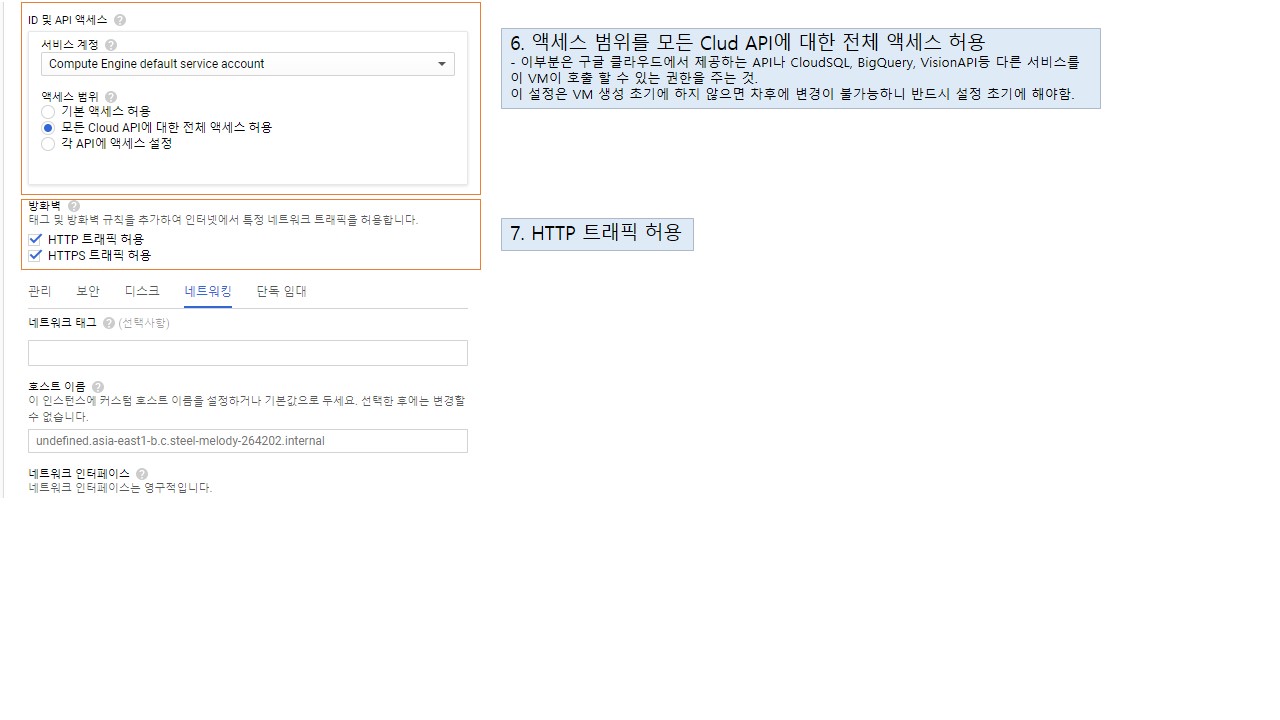 ID 및 API 액세스
서비스 계정
Compute Engine default service account
액세스 범위
기본 액세스 허용
모든 Cloud API에 대한 전체 액세스 허용
각 API에 액세스 설정
방화벽
태그 및 방화벽 규칙을 추가하여 인터넷에서 특정 네트워크 트래픽을 허용합니다.
HTTP 트래픽 허용
HTTPS 트래픽 허용
관리 보안 디스크 네트워킹 단독 임대
네트워크 태그 (선택사항)
호스트 이름
이 인스턴스에 커스텀 호스트 이름을 설정하거나 기본값으로 두세요. 선택한 후에는 변경할
수 없습니다.
undefined.asia-east1-b.c.steel-melody-264202.internal
네트워크 인터페이스
네트워크 인터페이스는 영구적입니다.
6. 액세스 범위를 모든 Clud API에 대한 전체 액세스 허용
- 이부분은 구글 클라우드에서 제공하는 API나 CloudSQL, BigQuery, VisionAPI등 다른 서비스를
이 VM이 호출 할 수 있는 권한을 주는 것.
이 설정은 VM 생성 초기에 하지 않으면 차후에 변경이 불가능하니 반드시 설정 초기에 해야함.
7. HTTP 트래픽 허용